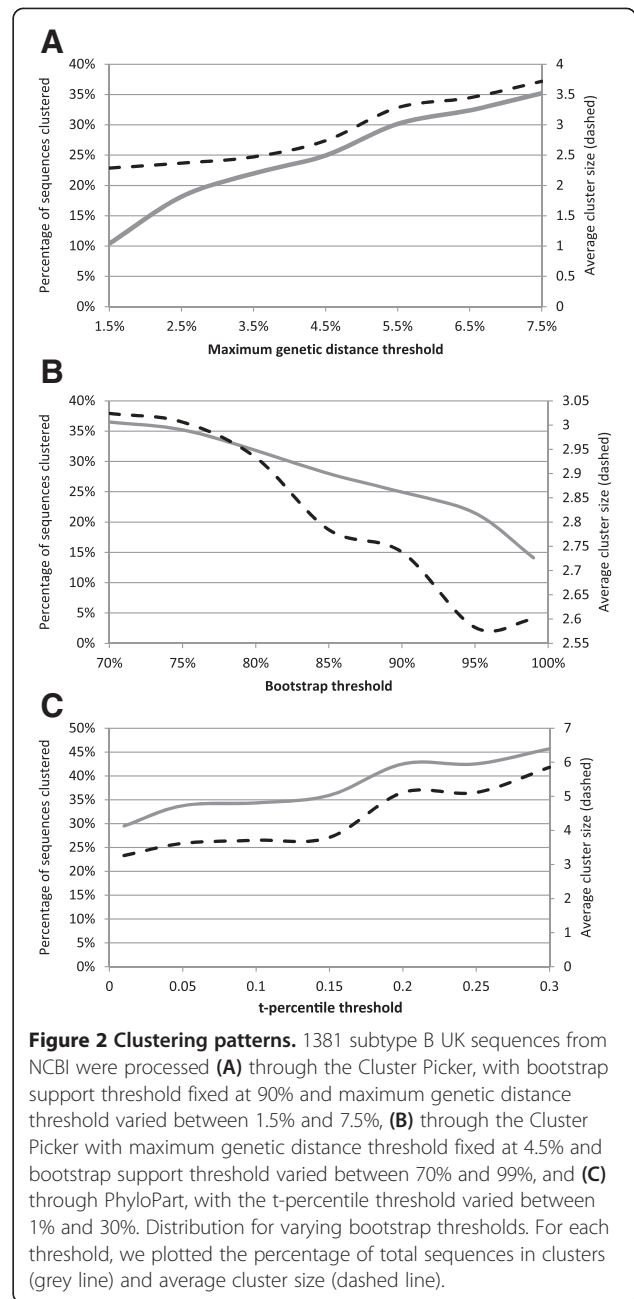 A
40%
35%
30%
25%
20%
15%
10%
5%
0%
Percentage of sequences clustered
4
3.5
3
2.5
2
1.5
1
0.5
0
Average cluster size (dashed)
1.5% 2.5% 3.5% 4.5% 5.5% 6.5% 7.5%
Maximum genetic distance threshold
B
40%
35%
30%
25%
20%
15%
10%
5%
0%
Percentage of sequences clustered
3.05
3
2.95
2.9
2.85
2.8
2.75
2.7
2.65
2.6
2.55
Average cluster size (dashed)
70% 75% 80% 85% 90% 95% 100%
Bootstrap threshold
C
50%
45%
40%
35%
30%
25%
20%
15%
10%
5%
0%
Percentage of sequences clustered
7
6
5
4
3
2
1
0
Average cluster size (dashed)
0 0.05 0.1 0.15 0.2 0.25 0.3
t-percentile threshold
Figure 2 Clustering patterns. 1381 subtype B UK sequences from
NCBI were processed (A) through the Cluster Picker, with bootstrap
support threshold fixed at 90% and maximum genetic distance
threshold varied between 1.5% and 7.5%, (B) through the Cluster
Picker with maximum genetic distance threshold fixed at 4.5% and
bootstrap support threshold varied between 70% and 99%, and (C)
through PhyloPart, with the t-percentile threshold varied between
1% and 30%. Distribution for varying bootstrap thresholds. For each
threshold, we plotted the percentage of total sequences in clusters
(grey line) and average cluster size (dashed line).